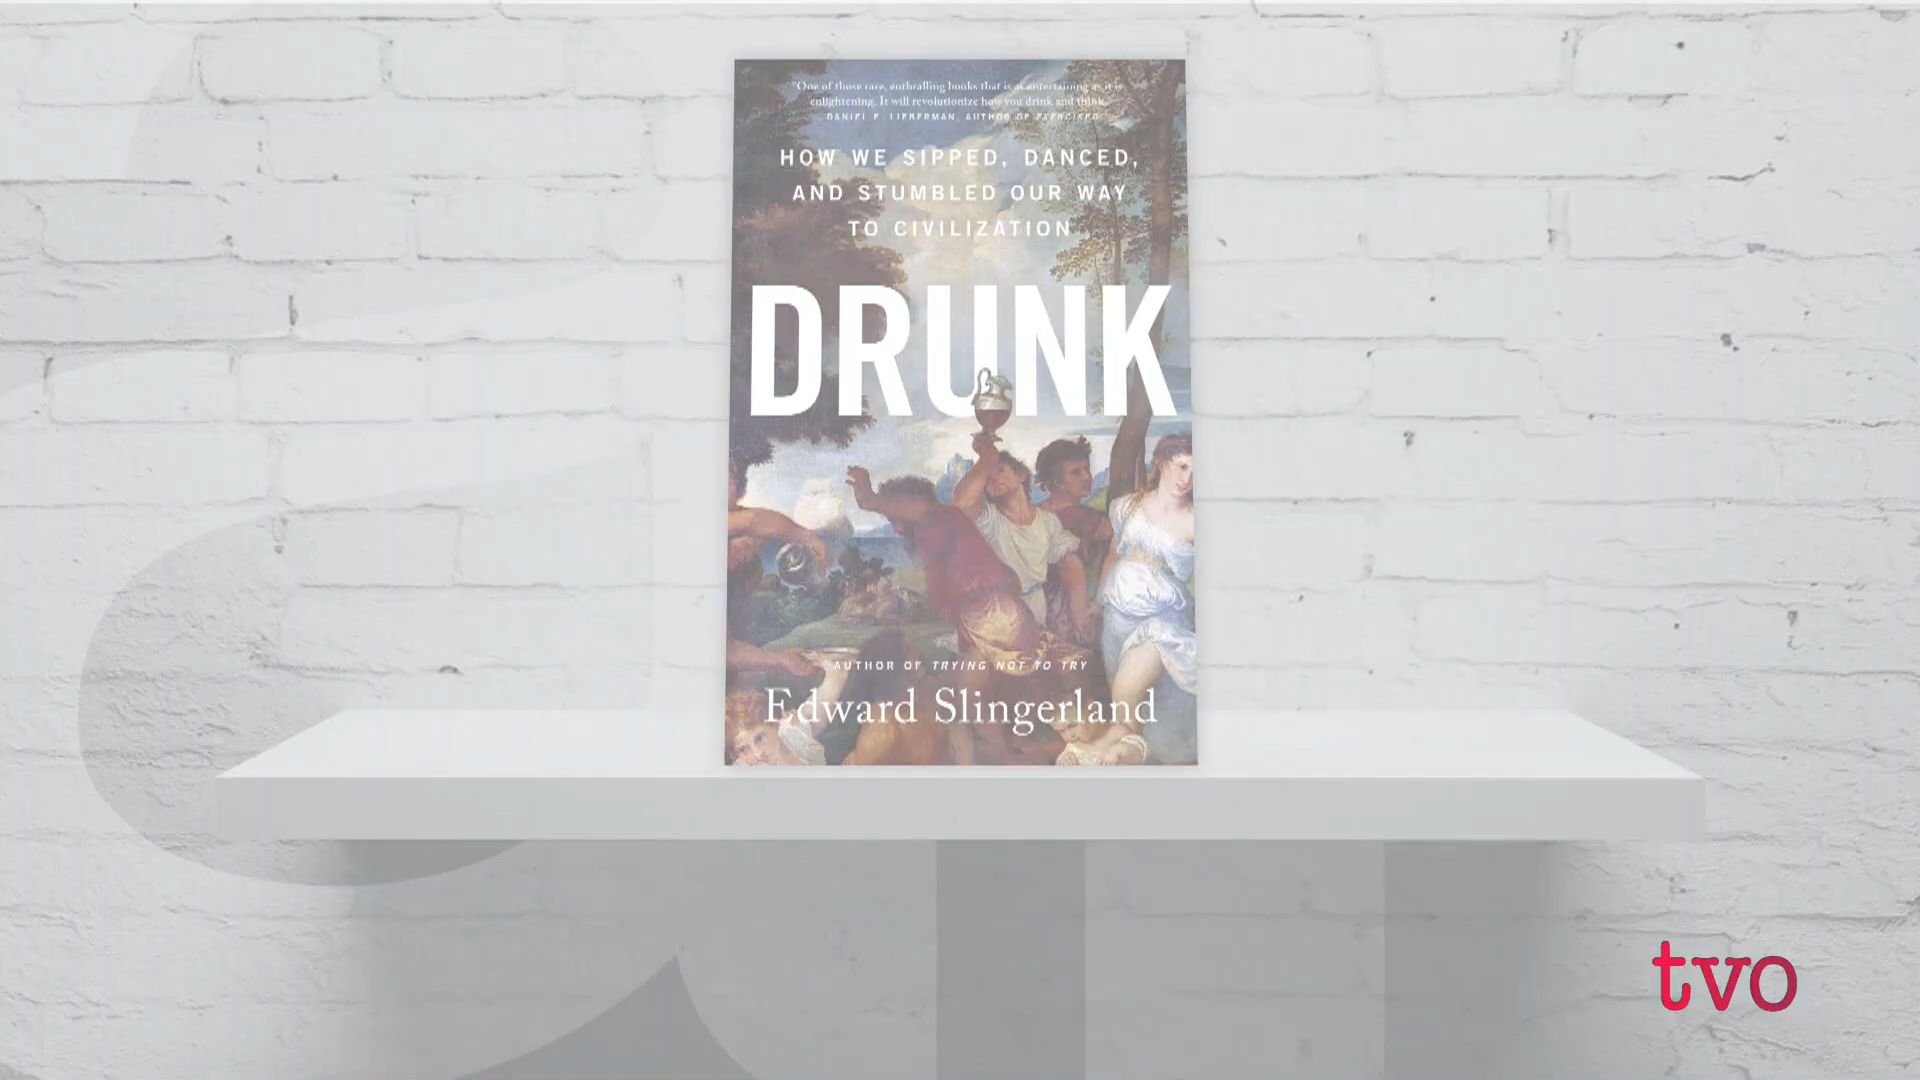 "One of those rare, enthralling books that is as entertaining as it is
enlightening. It will revolutionize how you drink and think."
DANIEL E. LIEBERMAN, AUTHOR OF EXERCISED
HOW WE SIPPED, DANCED,
AND STUMBLED OUR WAY
TO CIVILIZATION
DRUNK
AUTHOR OF TRYING NOT TO TRY
Edward Slingerland
tvo